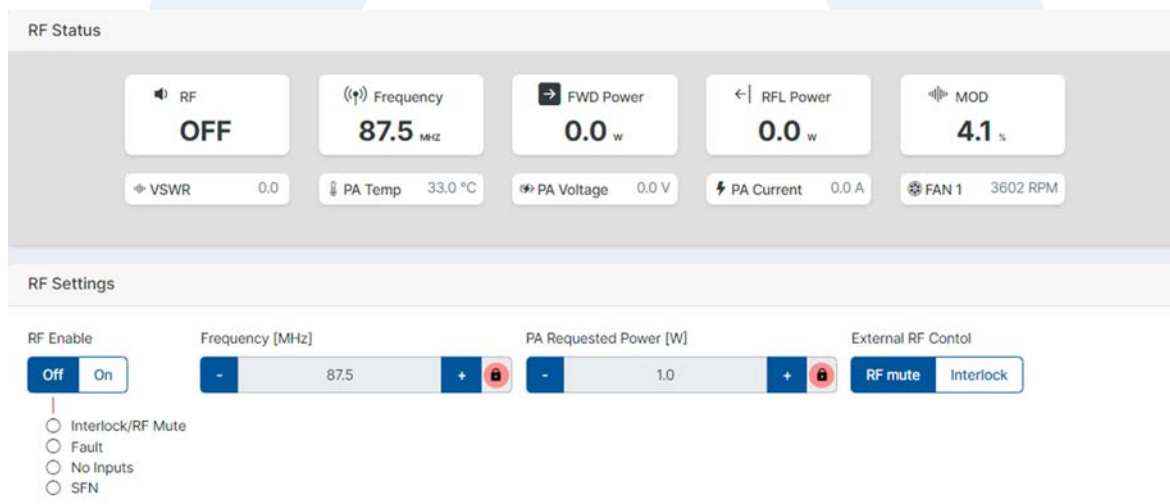 RF Status
RF
OFF
Frequency
87.5 MHZ
FWD Power
0.0 W
RFL Power
0.0 W
MOD
4.1 %
VSWR 0.0
PA Temp 33.0 °C
PA Voltage 0.0 V
PA Current 0.0 A
FAN 1 3602 RPM
RF Settings
RF Enable
Off On
Interlock/RF Mute
Fault
No Inputs
SFN
Frequency [MHz]
- 87.5 +
PA Requested Power [W]
- 1.0 +
External RF Contol
RF mute Interlock